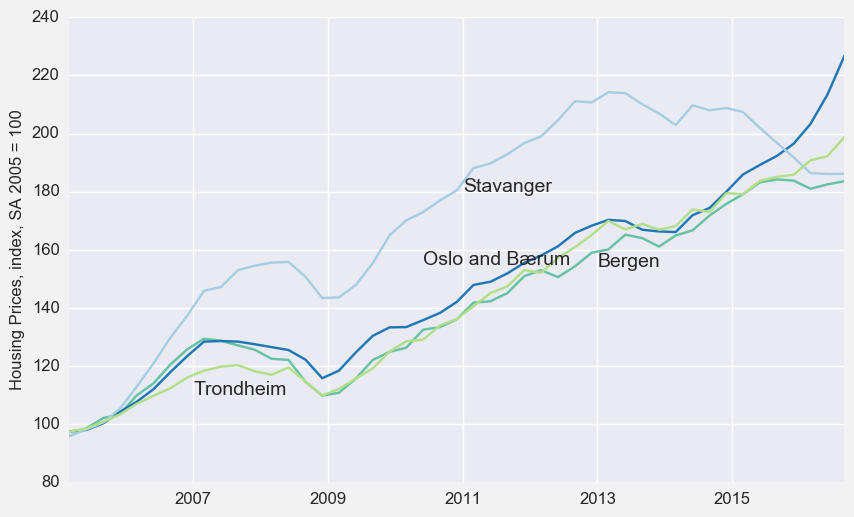 Housing Prices, index, SA 2005 = 100
240
220
200
180
160
140
120
100
80
Stavanger
Oslo and Bærum
Bergen
Trondheim
2007
2009
2011
2013
2015